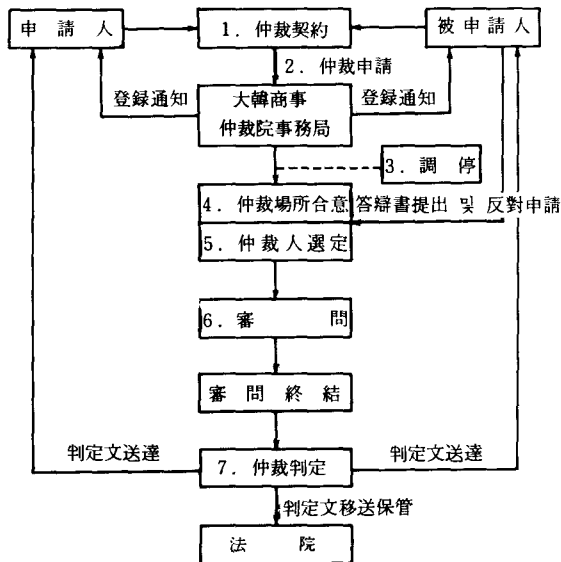 申請人
1. 仲裁契約
被申請人
2. 仲裁申請
登録通知
大韓商事
仲裁院事務局
登録通知
3. 調停
4. 仲裁場所合意
答辯書提出 및 反對申請
5. 仲裁人選定
6. 審問
審問終結
判定文送達
7. 仲裁判定
判定文送達
判定文移送保管
法院